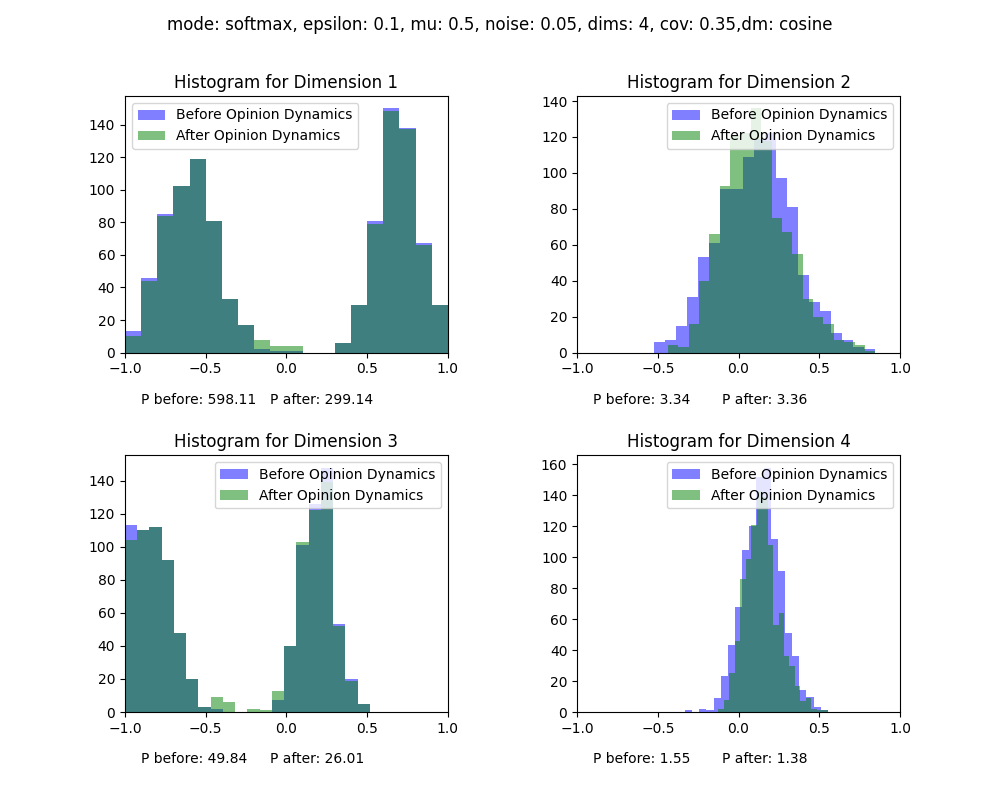 mode: softmax, epsilon: 0.1, mu: 0.5, noise: 0.05, dims: 4, cov: 0.35,dm: cosine
Histogram for Dimension 1
Before Opinion Dynamics
After Opinion Dynamics
140
120
100
80
60
40
20
0
−1.0 −0.5 0.0 0.5 1.0
P before: 598.11 P after: 299.14
Histogram for Dimension 2
Before Opinion Dynamics
After Opinion Dynamics
140
120
100
80
60
40
20
0
−1.0 −0.5 0.0 0.5 1.0
P before: 3.34 P after: 3.36
Histogram for Dimension 3
Before Opinion Dynamics
After Opinion Dynamics
140
120
100
80
60
40
20
0
−1.0 −0.5 0.0 0.5 1.0
P before: 49.84 P after: 26.01
Histogram for Dimension 4
Before Opinion Dynamics
After Opinion Dynamics
160
140
120
100
80
60
40
20
0
−1.0 −0.5 0.0 0.5 1.0
P before: 1.55 P after: 1.38